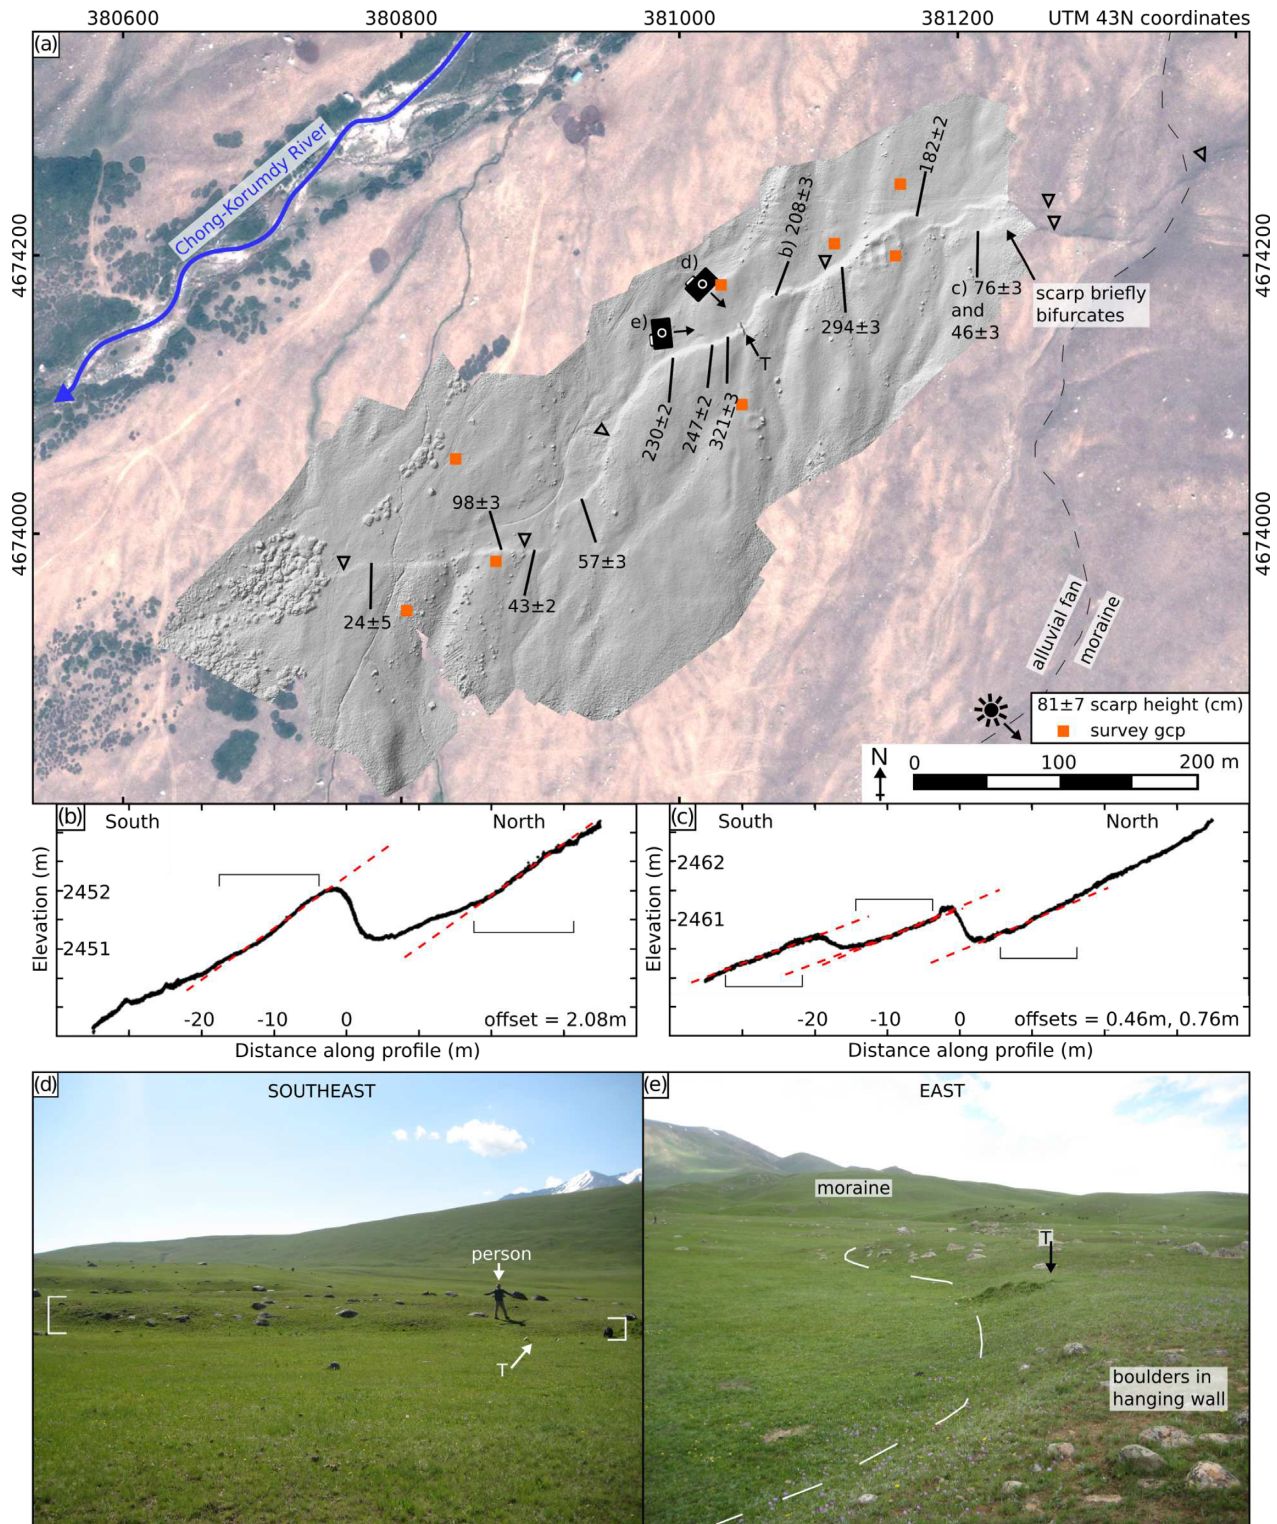 380600
380800
381000
381200
UTM 43N coordinates
(a)
Chong-Korumdy River
4674200
4674000
4674200
4674000
182±2
b) 208±3
d)
e)
294±3
c) 76±3
and
46±3
scarp briefly
bifurcates
T
230±2
247±2
321±3
98±3
57±3
43±2
24±5
alluvial fan
moraine
81±7 scarp height (cm)
survey gcp
N
0
100
200 m
(b)
South
North
Elevation (m)
2452
2451
-20
-10
0
offset = 2.08m
Distance along profile (m)
(c)
South
North
Elevation (m)
2462
2461
-20
-10
0
offsets = 0.46m, 0.76m
Distance along profile (m)
(d)
SOUTHEAST
person
T
(e)
EAST
moraine
T
boulders in
hanging wall